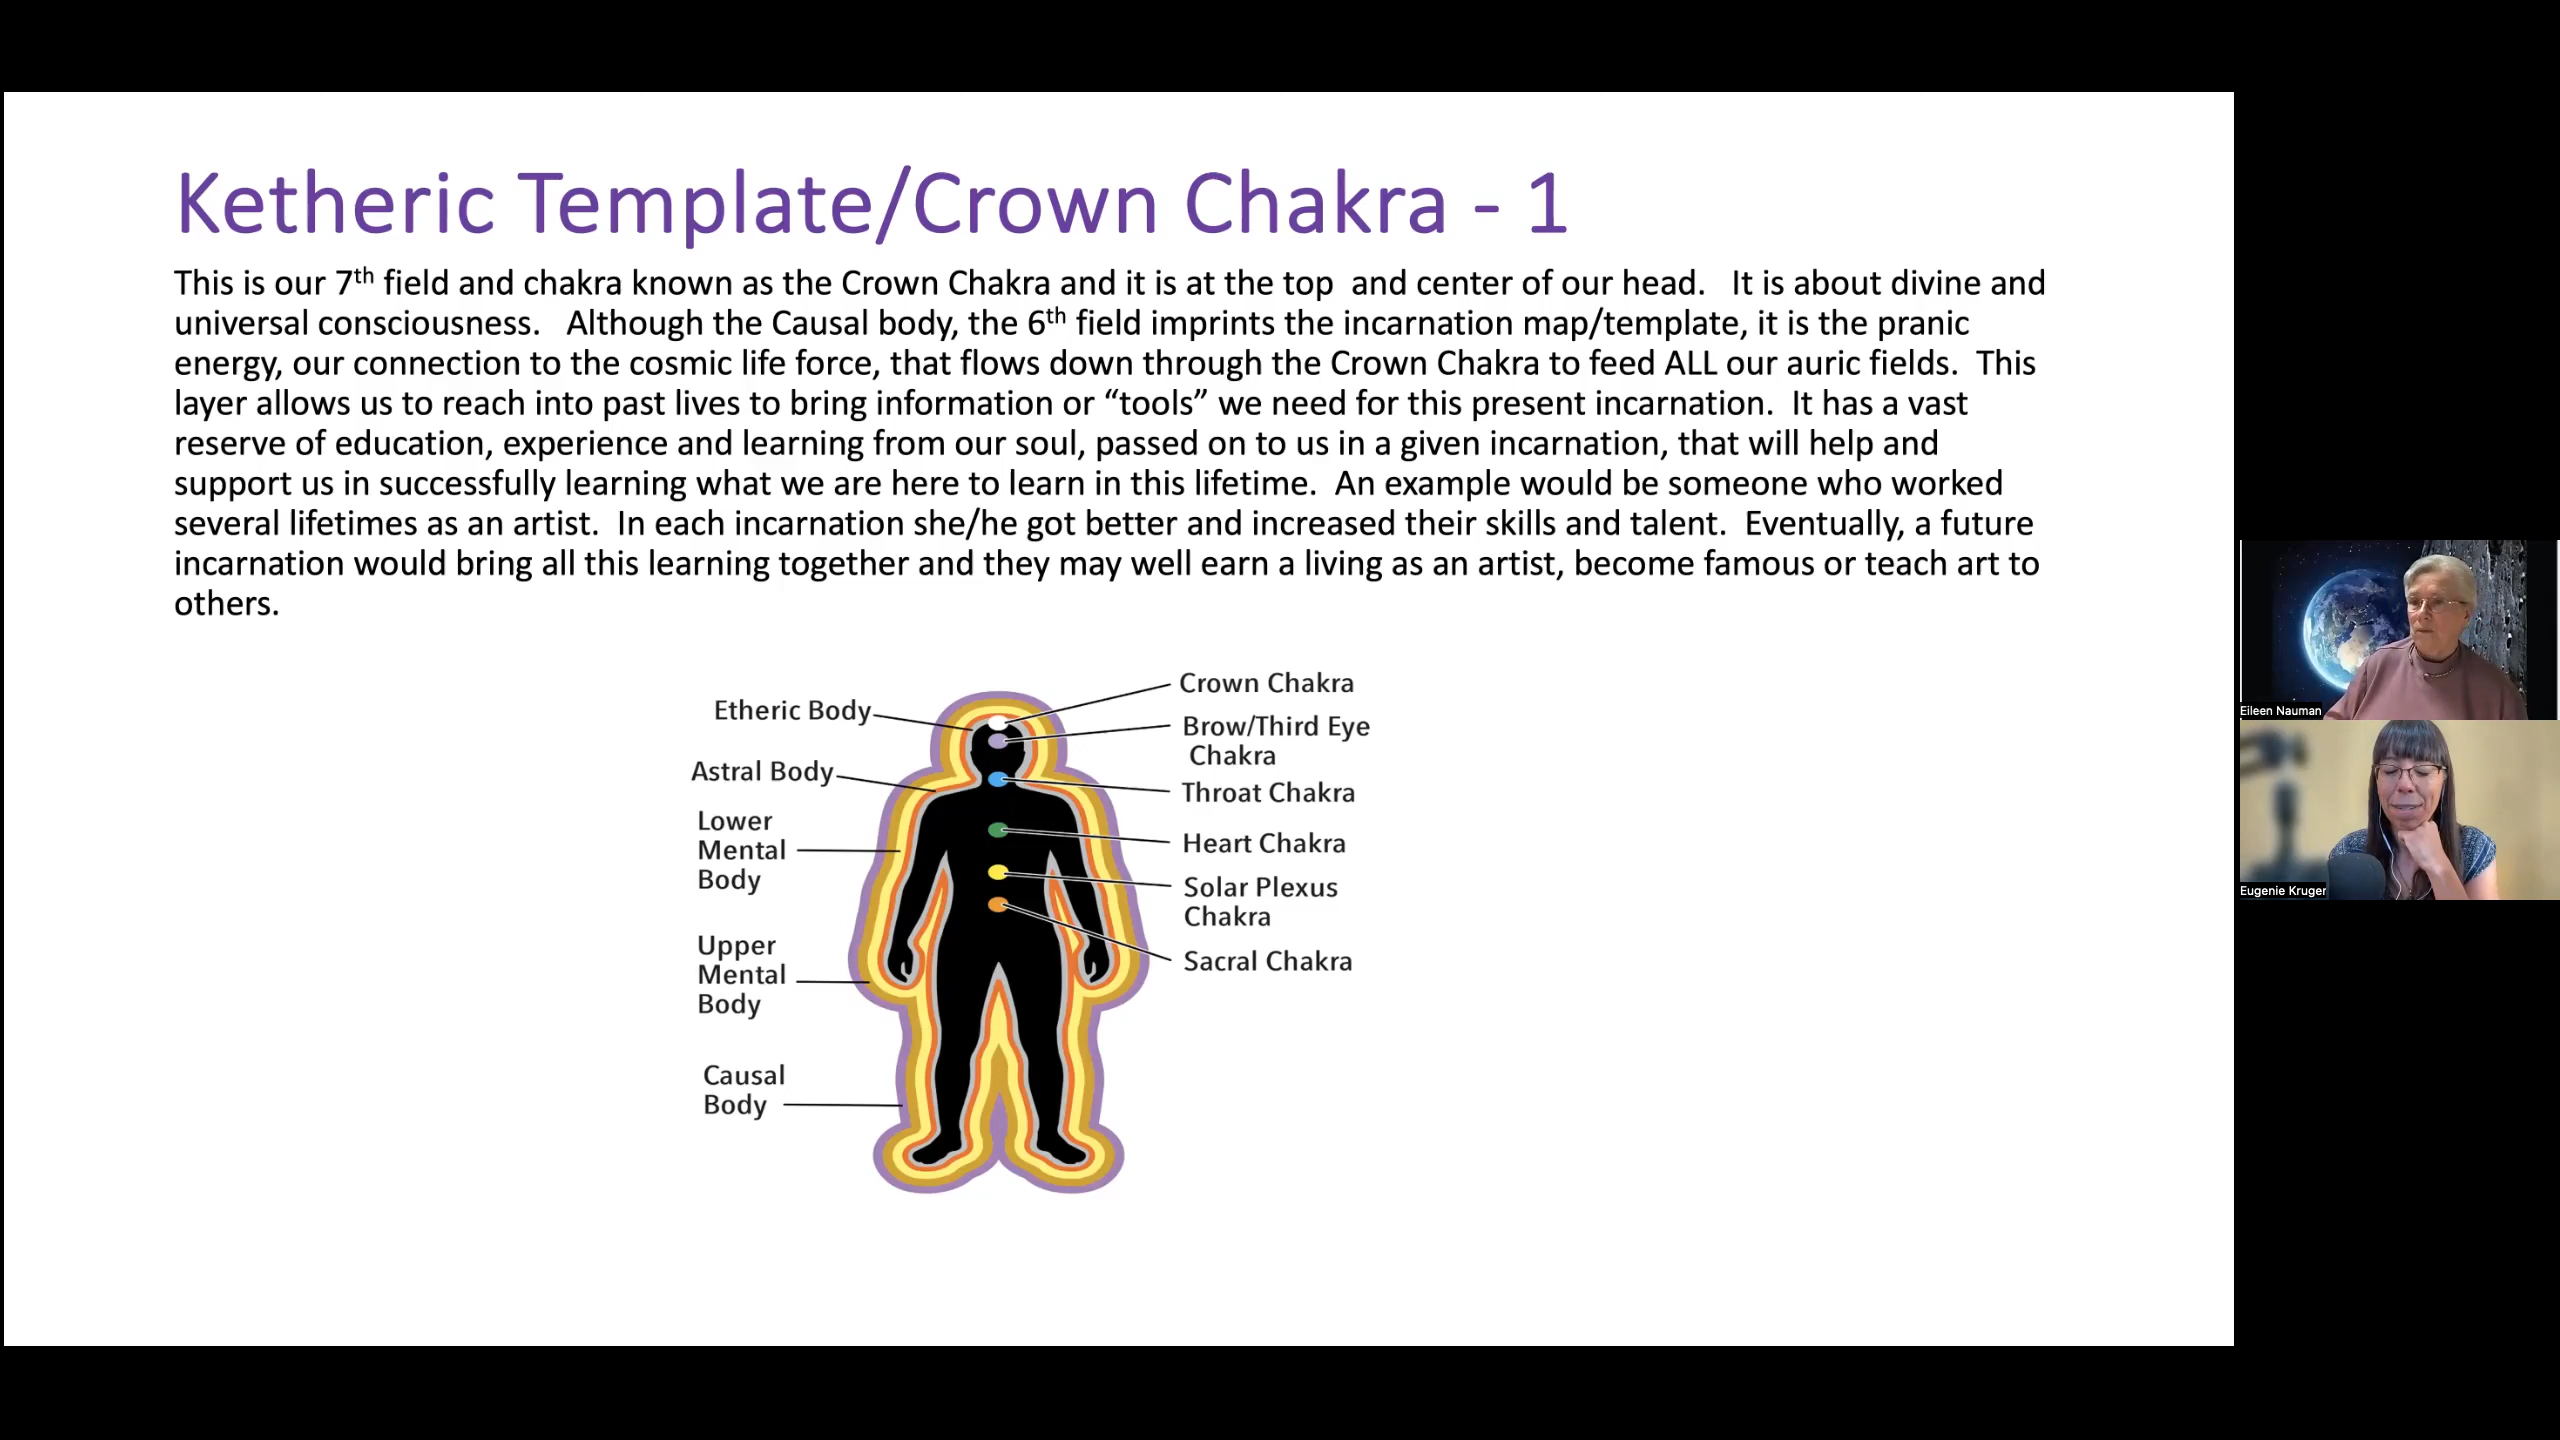 Ketheric Template/Crown Chakra - 1
This is our 7th field and chakra known as the Crown Chakra and it is at the top  and center of our head.   It is about divine and
universal consciousness.   Although the Causal body, the 6th field imprints the incarnation map/template, it is the pranic
energy, our connection to the cosmic life force, that flows down through the Crown Chakra to feed ALL our auric fields.  This
layer allows us to reach into past lives to bring information or “tools” we need for this present incarnation.  It has a vast
reserve of education, experience and learning from our soul, passed on to us in a given incarnation, that will help and
support us in successfully learning what we are here to learn in this lifetime.  An example would be someone who worked
several lifetimes as an artist.  In each incarnation she/he got better and increased their skills and talent.  Eventually, a future
incarnation would bring all this learning together and they may well earn a living as an artist, become famous or teach art to
others.
Etheric Body
Astral Body
Lower
Mental
Body
Upper
Mental
Body
Causal
Body
Crown Chakra
Brow/Third Eye
Chakra
Throat Chakra
Heart Chakra
Solar Plexus
Chakra
Sacral Chakra
Eileen Nauman
Eugenie Kruger